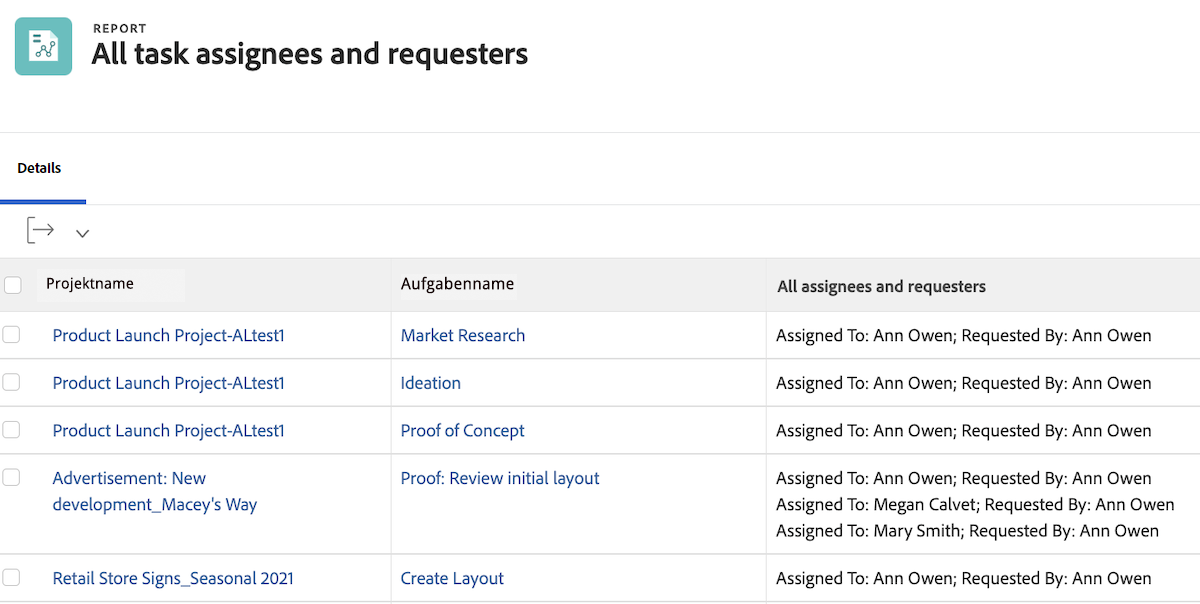 REPORT
All task assignees and requesters
Details
Projektname Aufgabenname All assignees and requesters
Product Launch Project-ALtest1 Market Research Assigned To: Ann Owen; Requested By: Ann Owen
Product Launch Project-ALtest1 Ideation Assigned To: Ann Owen; Requested By: Ann Owen
Product Launch Project-ALtest1 Proof of Concept Assigned To: Ann Owen; Requested By: Ann Owen
Advertisement: New Proof: Review initial layout Assigned To: Ann Owen; Requested By: Ann Owen
development_Macey's Way Assigned To: Megan Calvet; Requested By: Ann Owen
Assigned To: Mary Smith; Requested By: Ann Owen
Retail Store Signs_Seasonal 2021 Create Layout Assigned To: Ann Owen; Requested By: Ann Owen